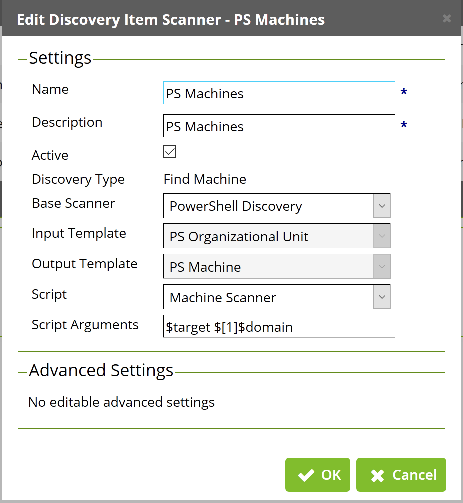 Edit Discovery Item Scanner - PS Machines
Settings
Name PS Machines *
Description PS Machines *
Active
Discovery Type Find Machine
Base Scanner PowerShell Discovery
Input Template PS Organizational Unit
Output Template PS Machine
Script Machine Scanner
Script Arguments $target $[1]$domain
Advanced Settings
No editable advanced settings
OK Cancel